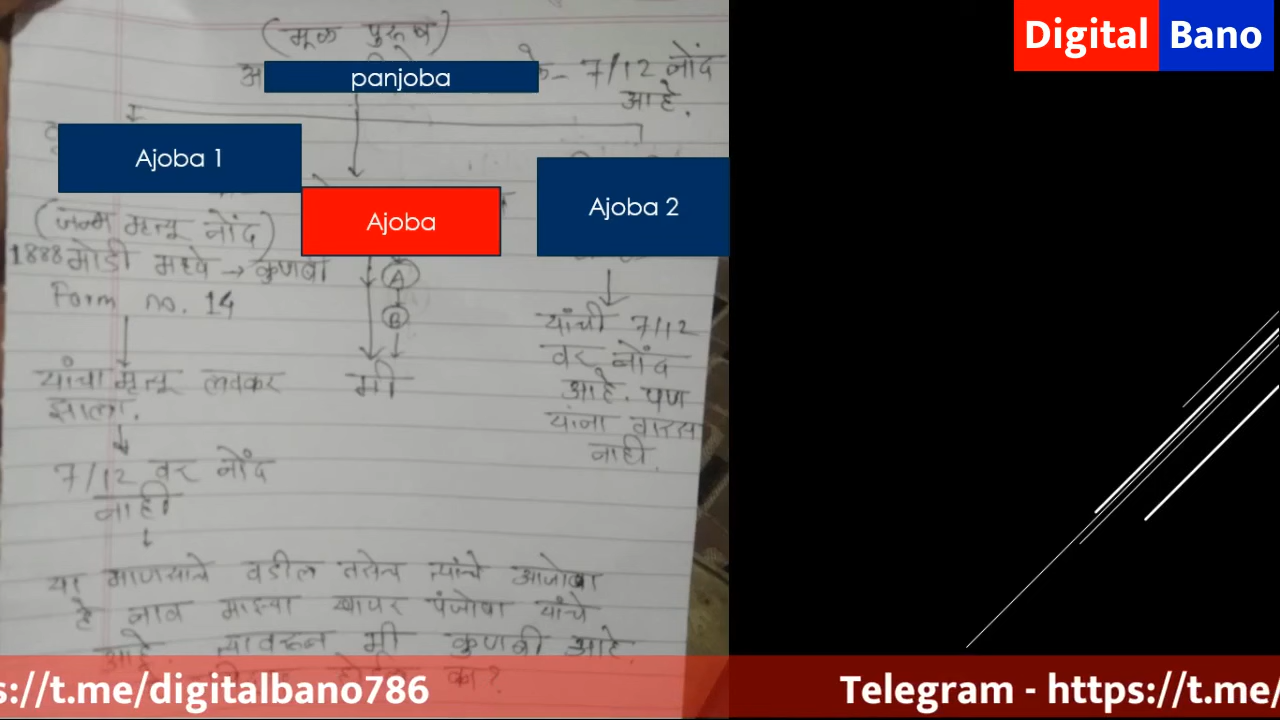 Digital Bano
(मूळ पुरुष)
panjoba
7/12 नोंद
आहे.
Ajoba 1
Ajoba
Ajoba 2
(जन्म मृत्यू नोंद)
1888 मोडी मध्ये → कुणबी
Form no. 14
A
B
यांची 7/12
वर नोंद
आहे. पण
यांना वारस
नाही.
यांचा मृत्यू लवकर
झाला.
मी
7/12 वर नोंद
नाही
या माणसाचे वडील तसेच त्यांचे आजोबा
हे नाव माझ्या खापर पंजोबा यांचे
आहे. त्यावरून मी कुणबी आहे.
का?
s://t.me/digitalbano786
Telegram - https://t.me/